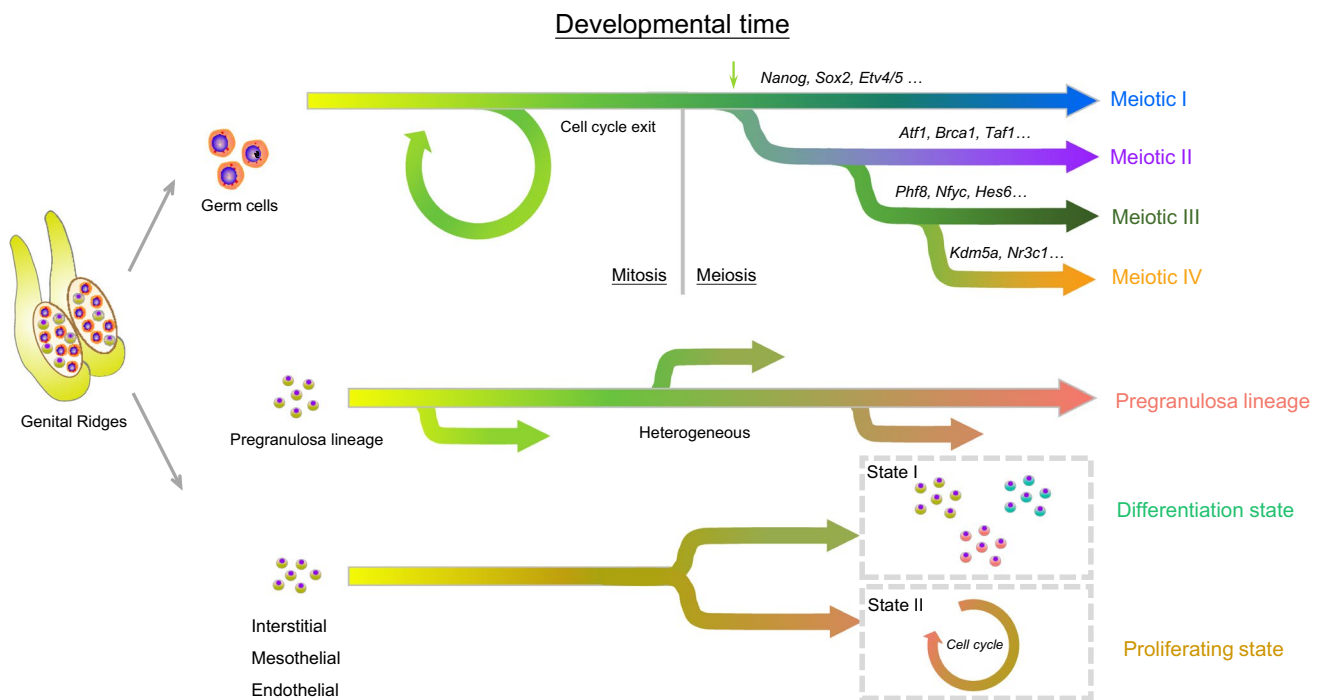 Developmental time
Nanog, Sox2, Etv4/5 ...
Meiotic I
Cell cycle exit
Atf1, Brca1, Taf1...
Meiotic II
Germ cells
Phf8, Nfyc, Hes6...
Meiotic III
Kdm5a, Nr3c1...
Meiotic IV
Mitosis
Meiosis
Genital Ridges
Pregranulosa lineage
Heterogeneous
Pregranulosa lineage
State I
Differentiation state
State II
Cell cycle
Proliferating state
Interstitial
Mesothelial
Endothelial